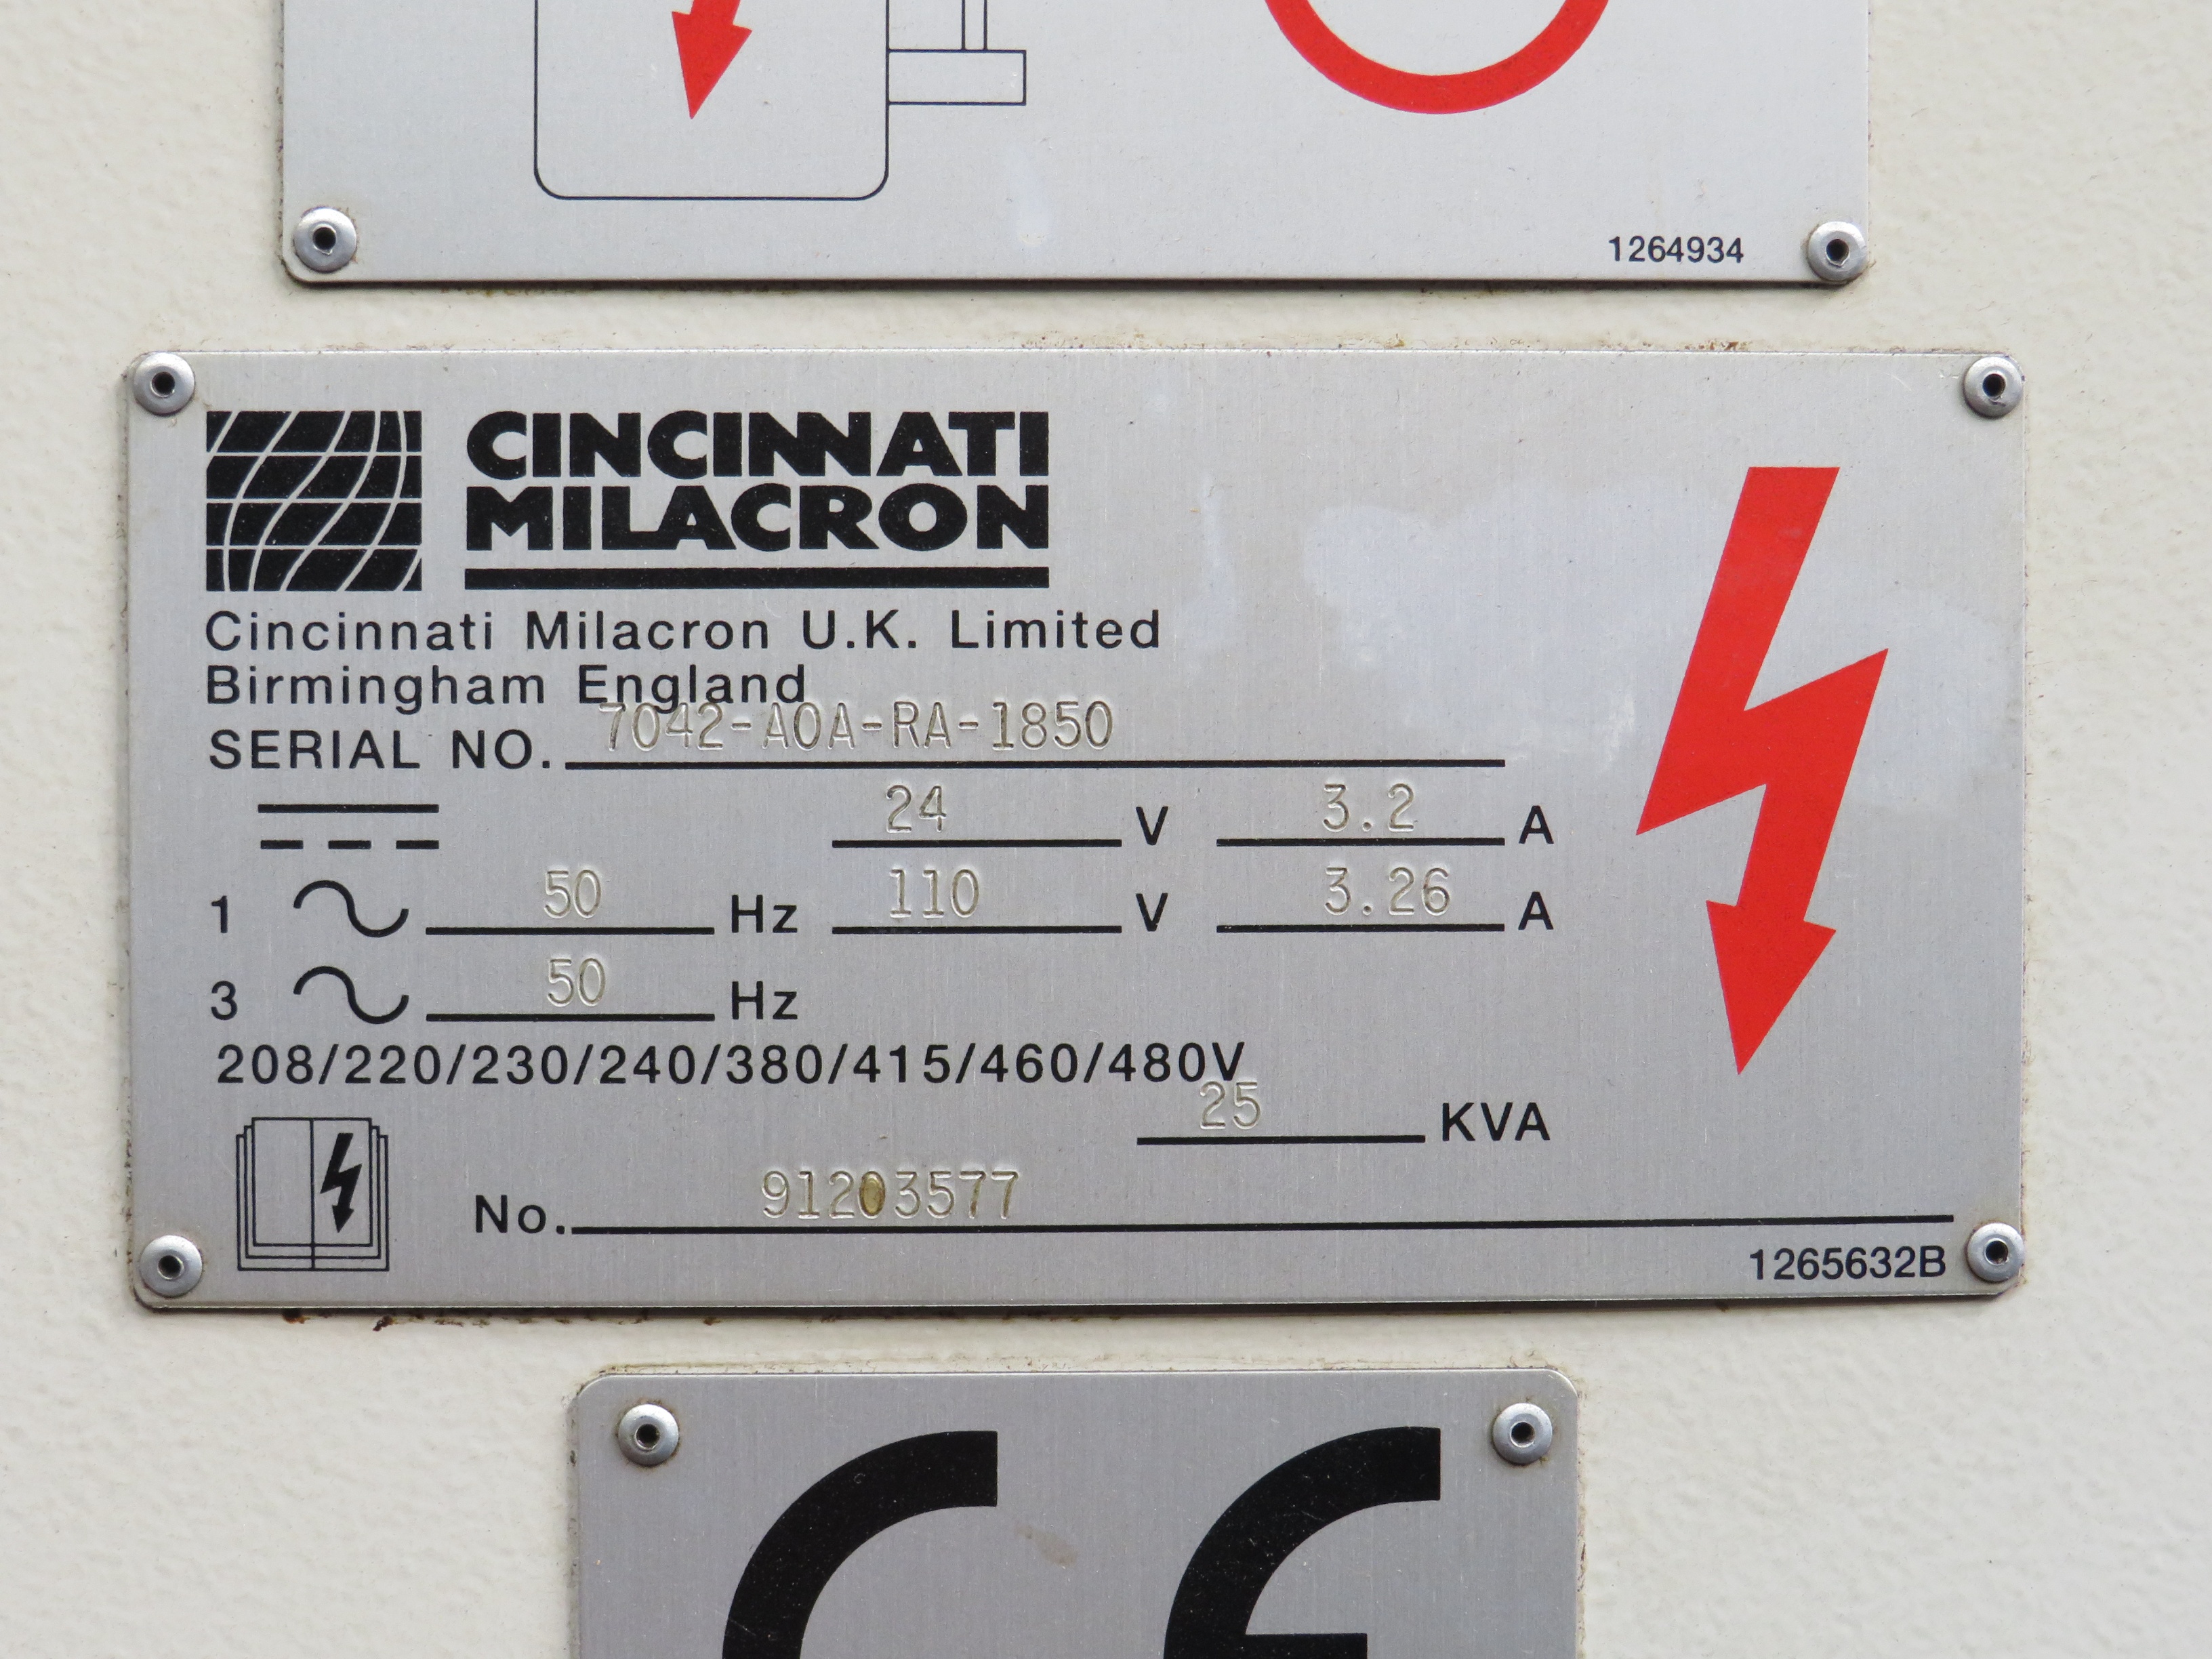 1264934
CINCINNATI
MILACRON
Cincinnati Milacron U.K. Limited
Birmingham England
SERIAL NO. 7042-A0A-RA-1850
24 V 3.2 A
1 50 Hz 110 V 3.26 A
3 50 Hz
208/220/230/240/380/415/460/480V
25 KVA
No. 91203577
1265632B
CE